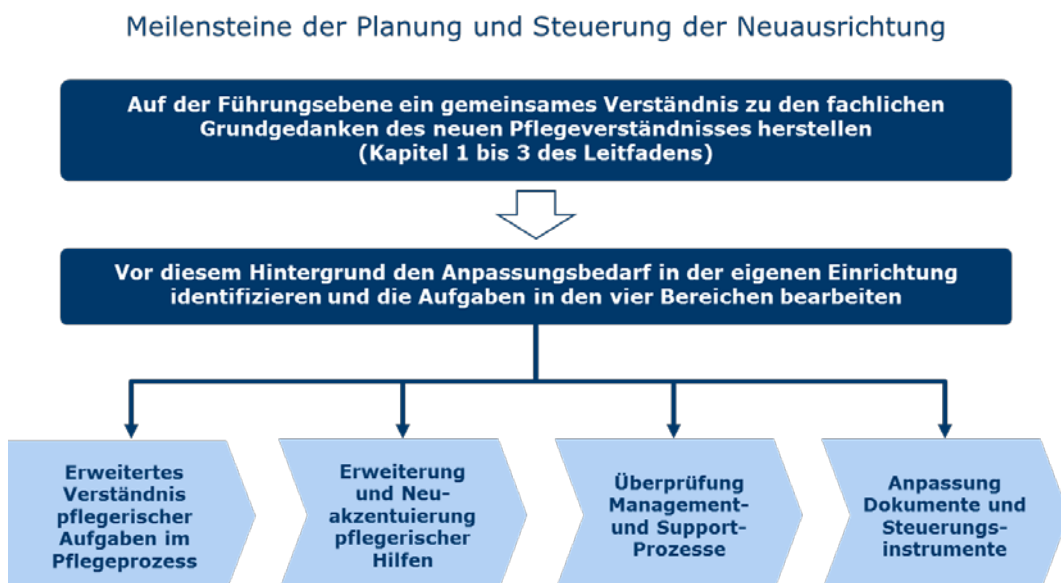 Meilensteine der Planung und Steuerung der Neuausrichtung
Auf der Führungsebene ein gemeinsames Verständnis zu den fachlichen
Grundgedanken des neuen Pflegeverständnisses herstellen
(Kapitel 1 bis 3 des Leitfadens)
Vor diesem Hintergrund den Anpassungsbedarf in der eigenen Einrichtung
identifizieren und die Aufgaben in den vier Bereichen bearbeiten
Erweitertes
Verständnis
pflegerischer
Aufgaben im
Pflegeprozess
Erweiterung
und Neu-
akzentuierung
pflegerischer
Hilfen
Überprüfung
Management-
und Support-
Prozesse
Anpassung
Dokumente und
Steuerungs-
instrumente